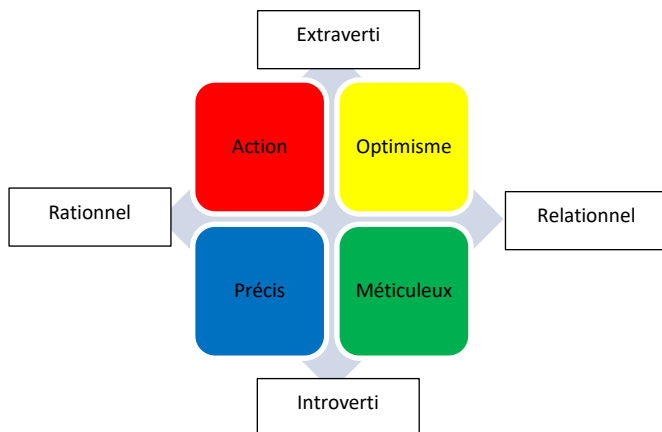 Extraverti
Action
Optimisme
Rationnel
Relationnel
Précis
Méticuleux
Introverti